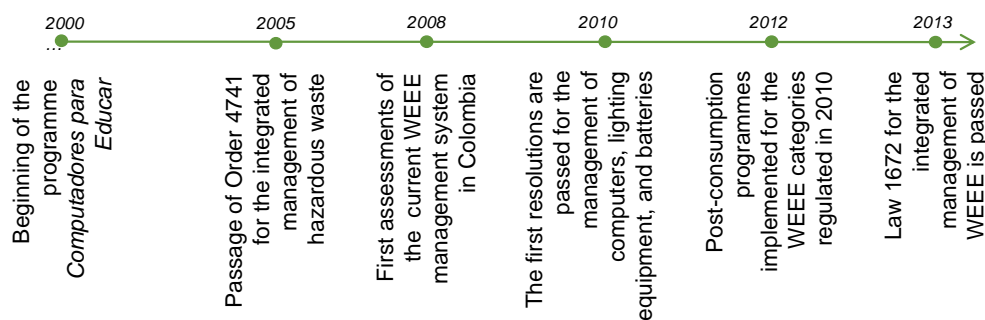 2000
2005
2008
2010
2012
2013
...
Beginning of the
programme
Computadores para
Educar
Passage of Order 4741
for the integrated
management of
hazardous waste
First assessments of
the current WEEE
management system
in Colombia
The first resolutions are
passed for the
management of
computers, lighting
equipment, and batteries
Post-consumption
programmes
implemented for the
WEEE categories
regulated in 2010
Law 1672 for the
integrated
management of
WEEE is passed